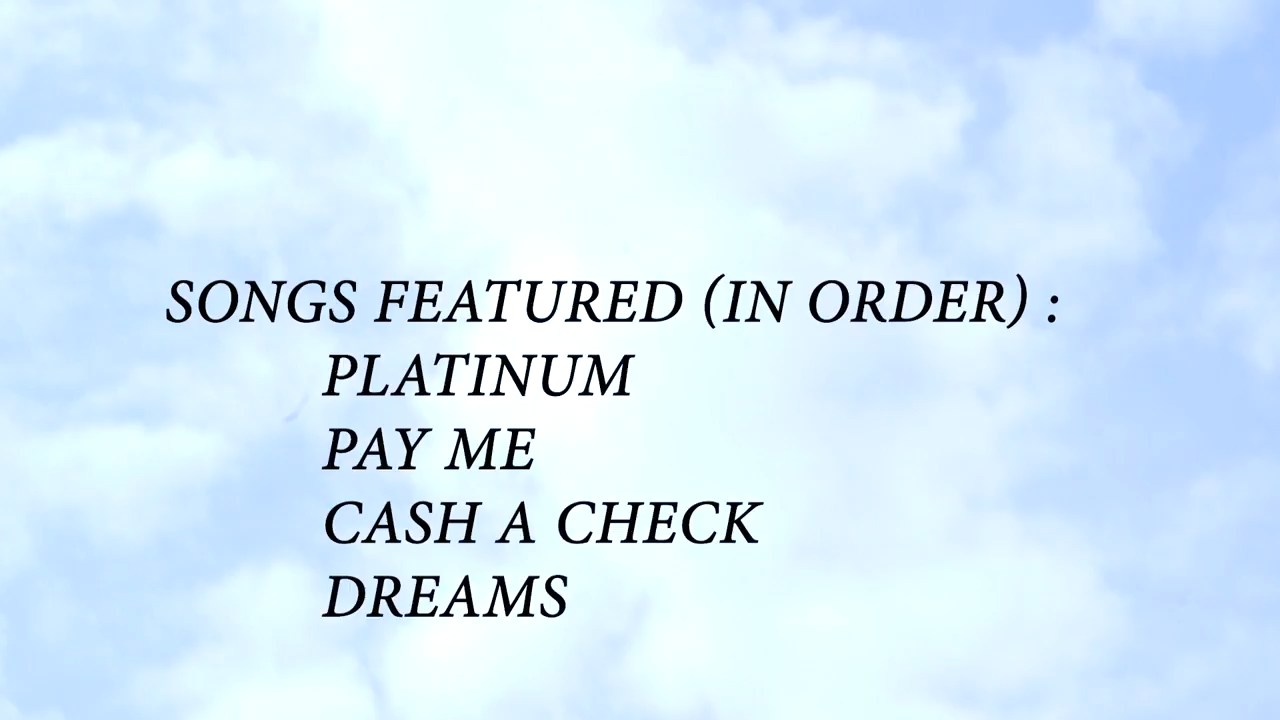 SONGS FEATURED (IN ORDER) :
PLATINUM
PAY ME
CASH A CHECK
DREAMS